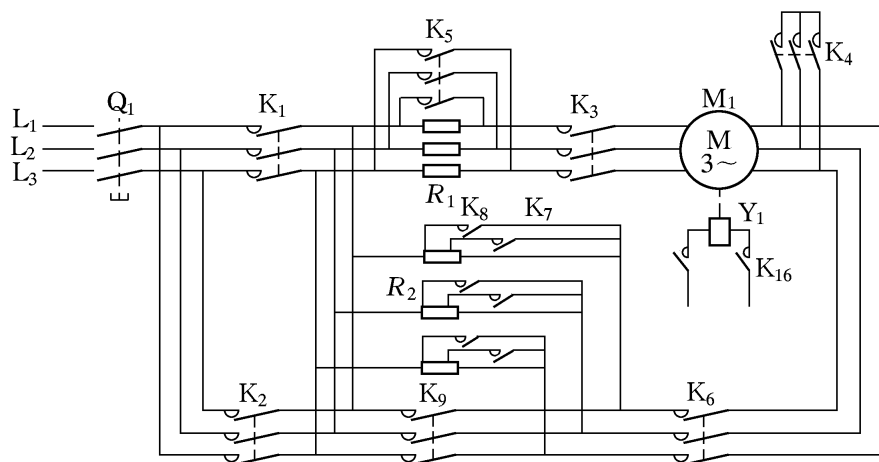 K₅
K₄
Q₁
K₁
K₃
M₁
L₁
L₂
L₃
M
3~
R₁
K₈
K₇
Y₁
K₁₆
R₂
K₂
K₉
K₆